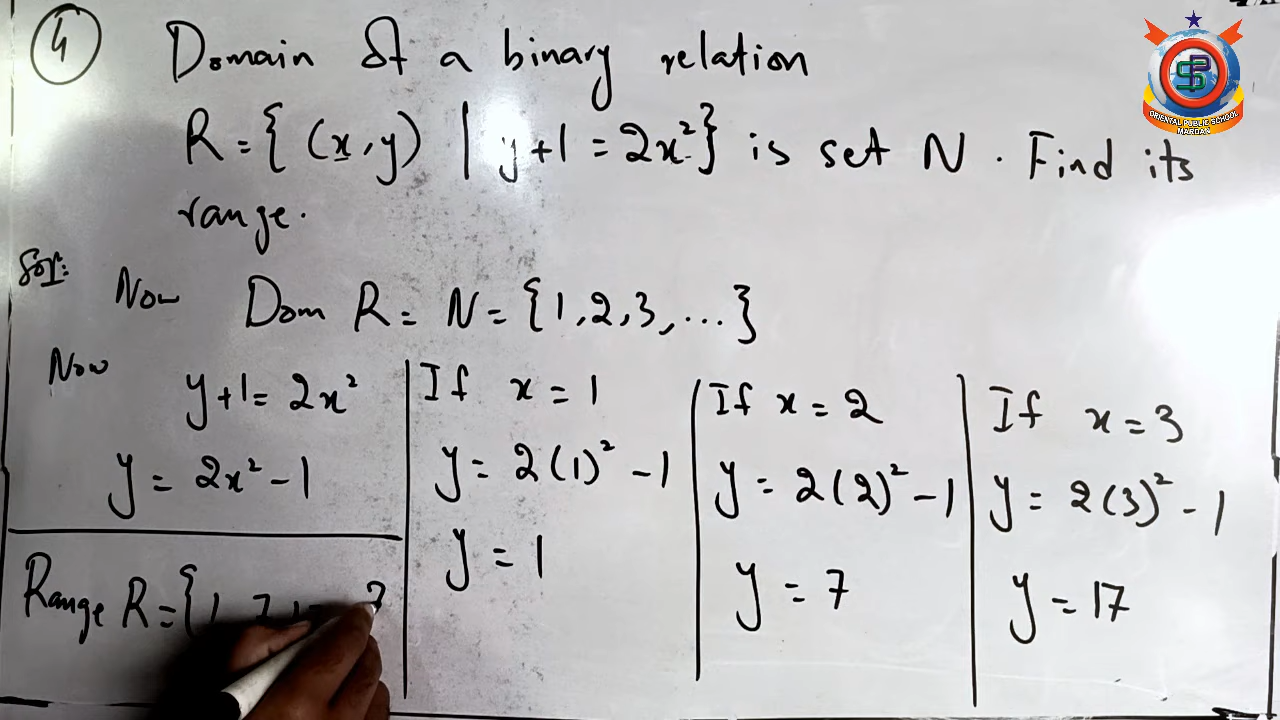 4
Domain of a binary relation
R = { (x, y) | y+1 = 2x² } is set N. Find its
range.
Sol:
Now Dom R = N = {1, 2, 3, ...}
Now
y+1 = 2x²
y = 2x² - 1
If x = 1
y = 2(1)² - 1
y = 1
If x = 2
y = 2(2)² - 1
y = 7
If x = 3
y = 2(3)² - 1
y = 17
Range R = { 1, 7,
ORIENTAL PUBLIC SCHOOL
MARDAN